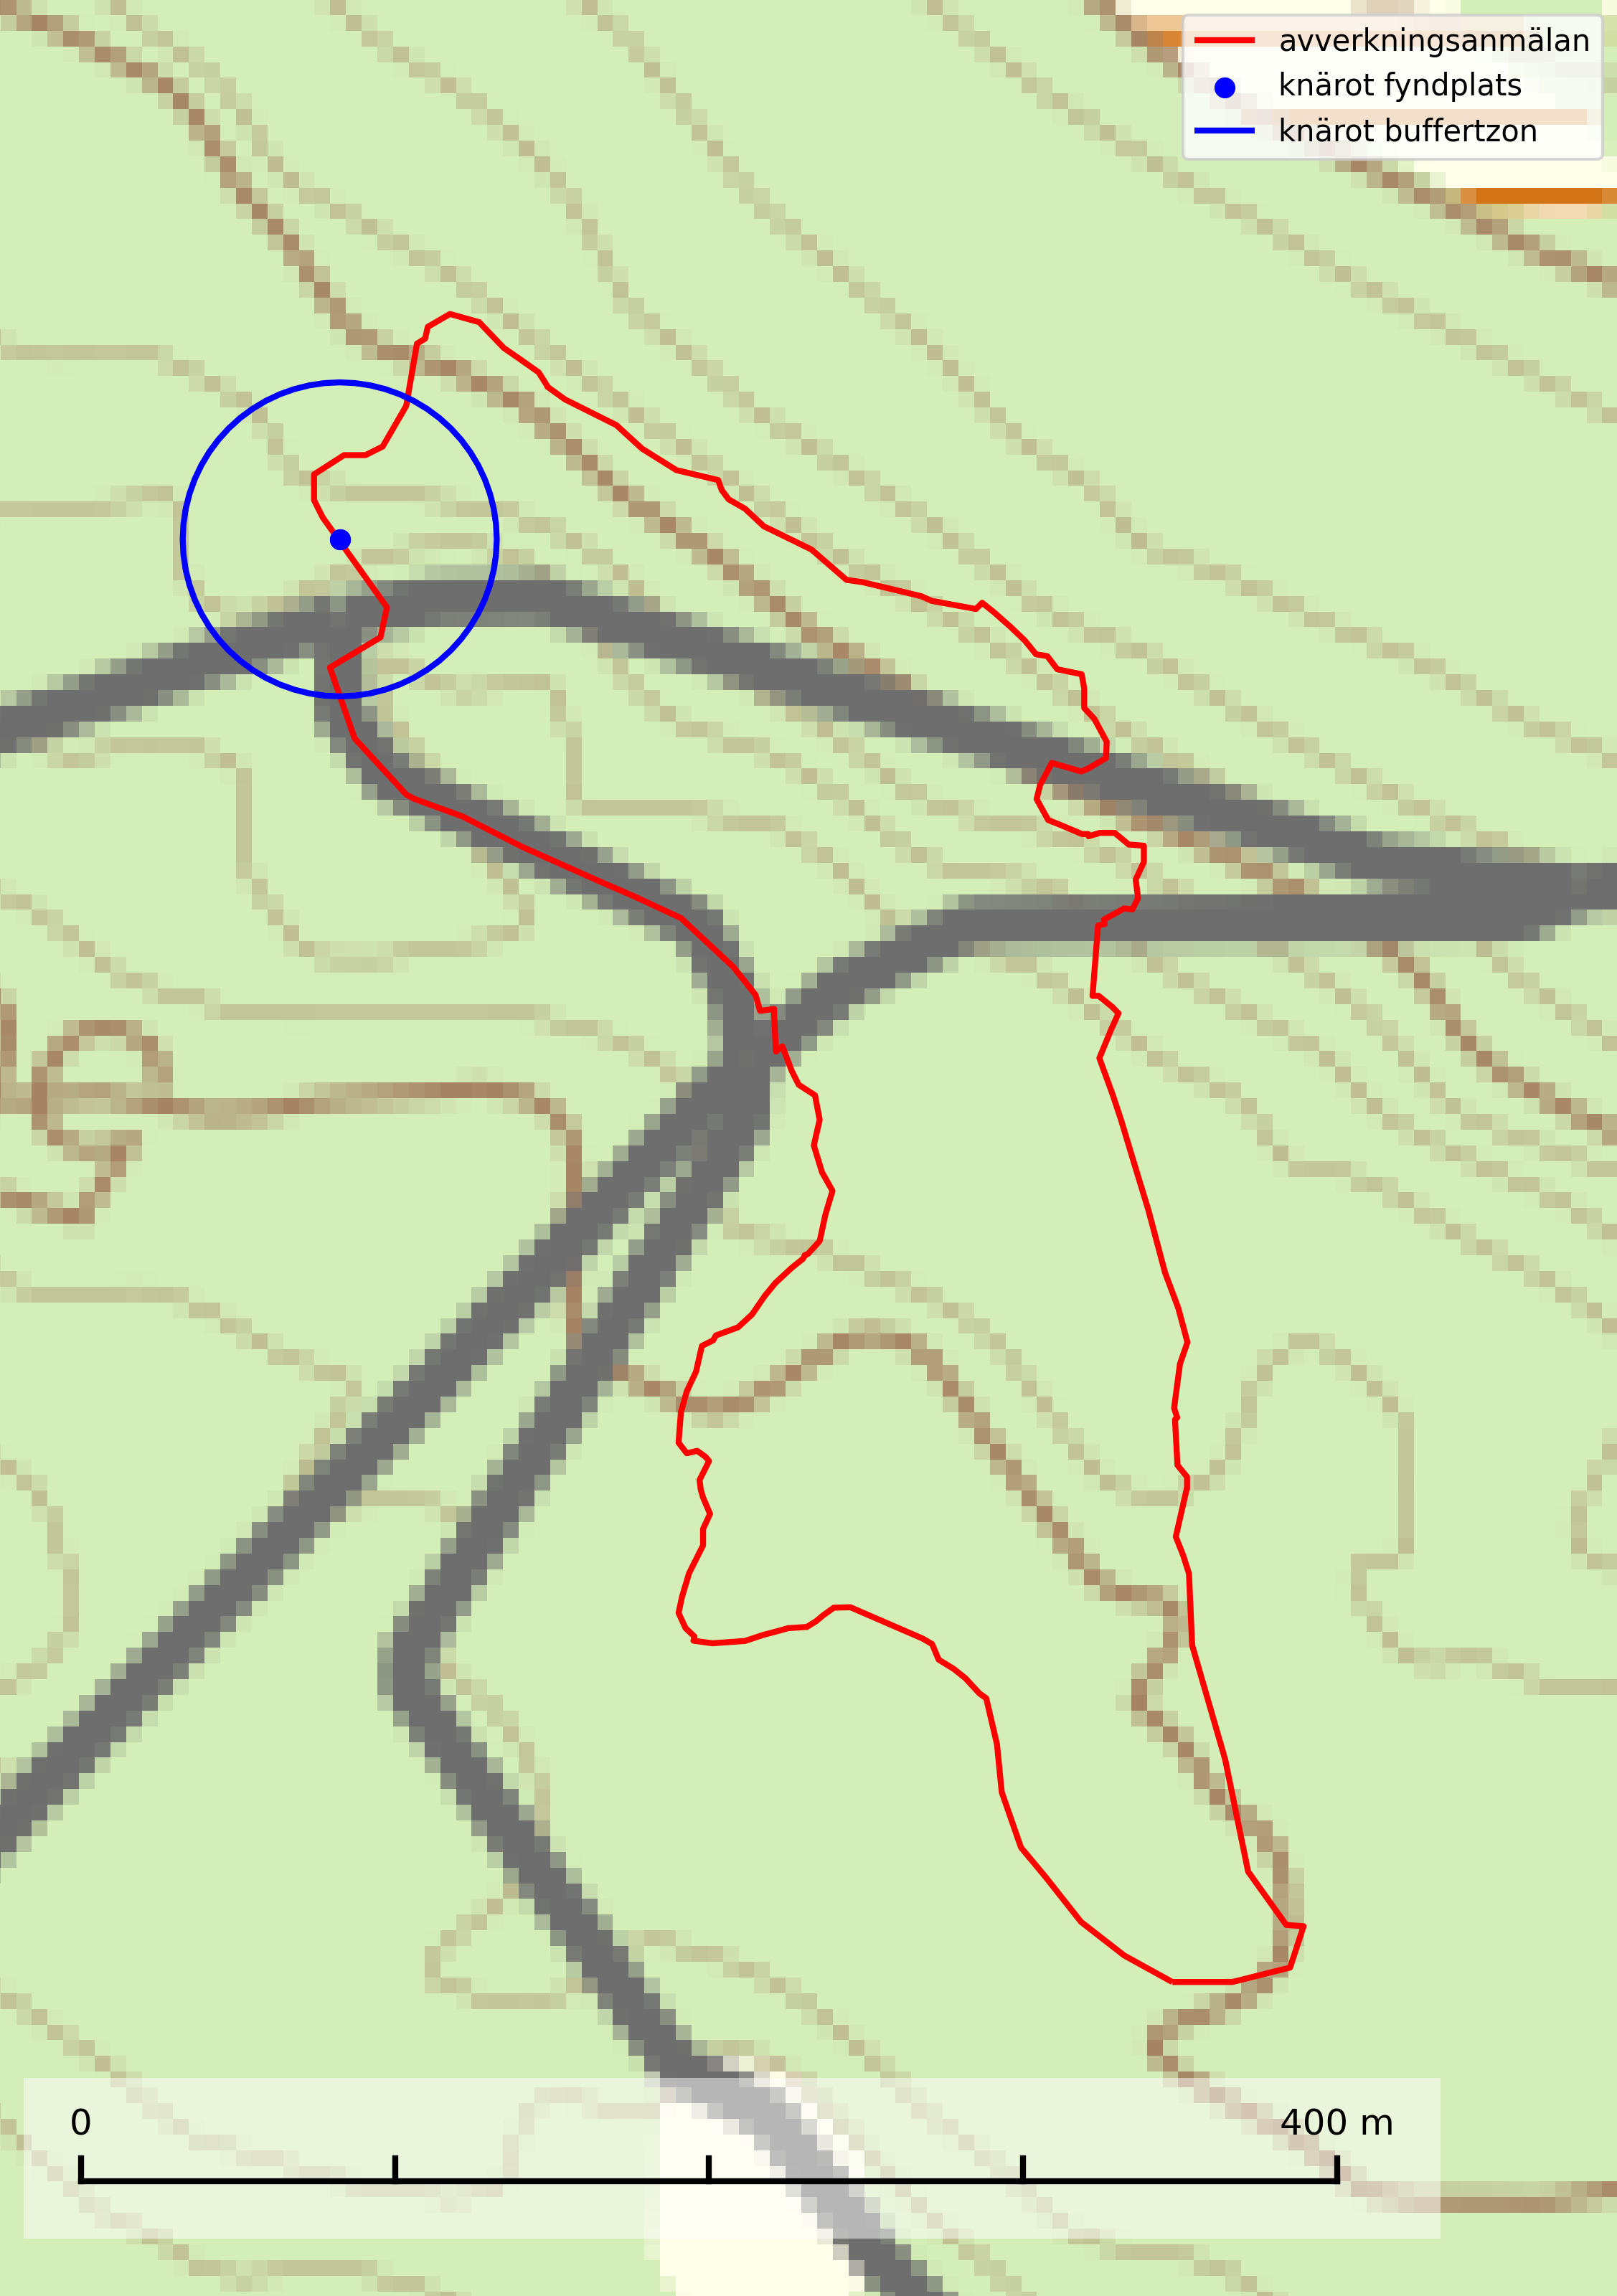 avverkningsanmälan
knärot fyndplats
knärot buffertzon
0 400 m